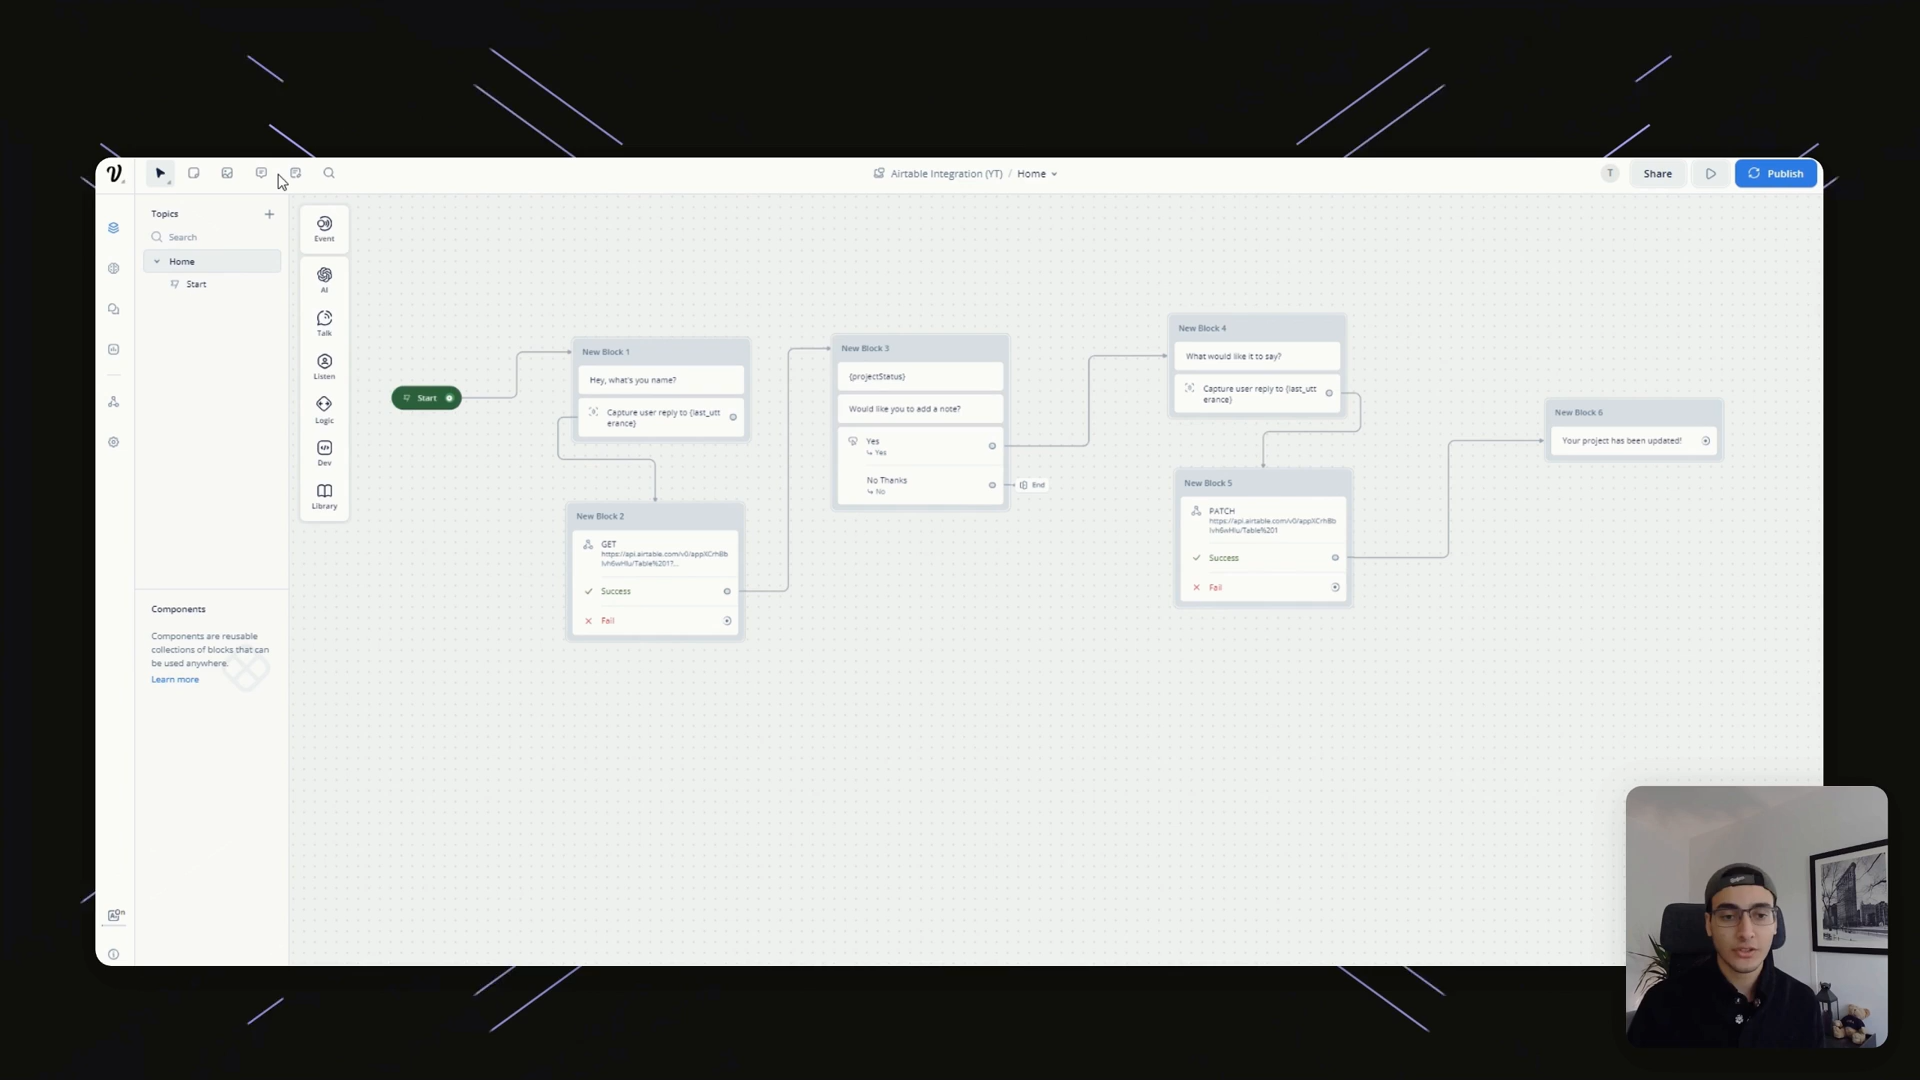 Airtable Integration (YT) / Home
T
Share
Publish
Topics
Search
Home
Start
Components
Components are reusable
collections of blocks that can
be used anywhere.
Learn more
Event
AI
Talk
Listen
Logic
Dev
Library
Start
New Block 1
Hey, what's you name?
Capture user reply to {last_utt
erance}
New Block 2
GET
Success
Fail
New Block 3
{projectStatus}
Would like you to add a note?
Yes
Yes
No Thanks
No
End
New Block 4
What would like it to say?
Capture user reply to {last_utt
erance}
New Block 5
PATCH
Success
Fail
New Block 6
Your project has been updated!